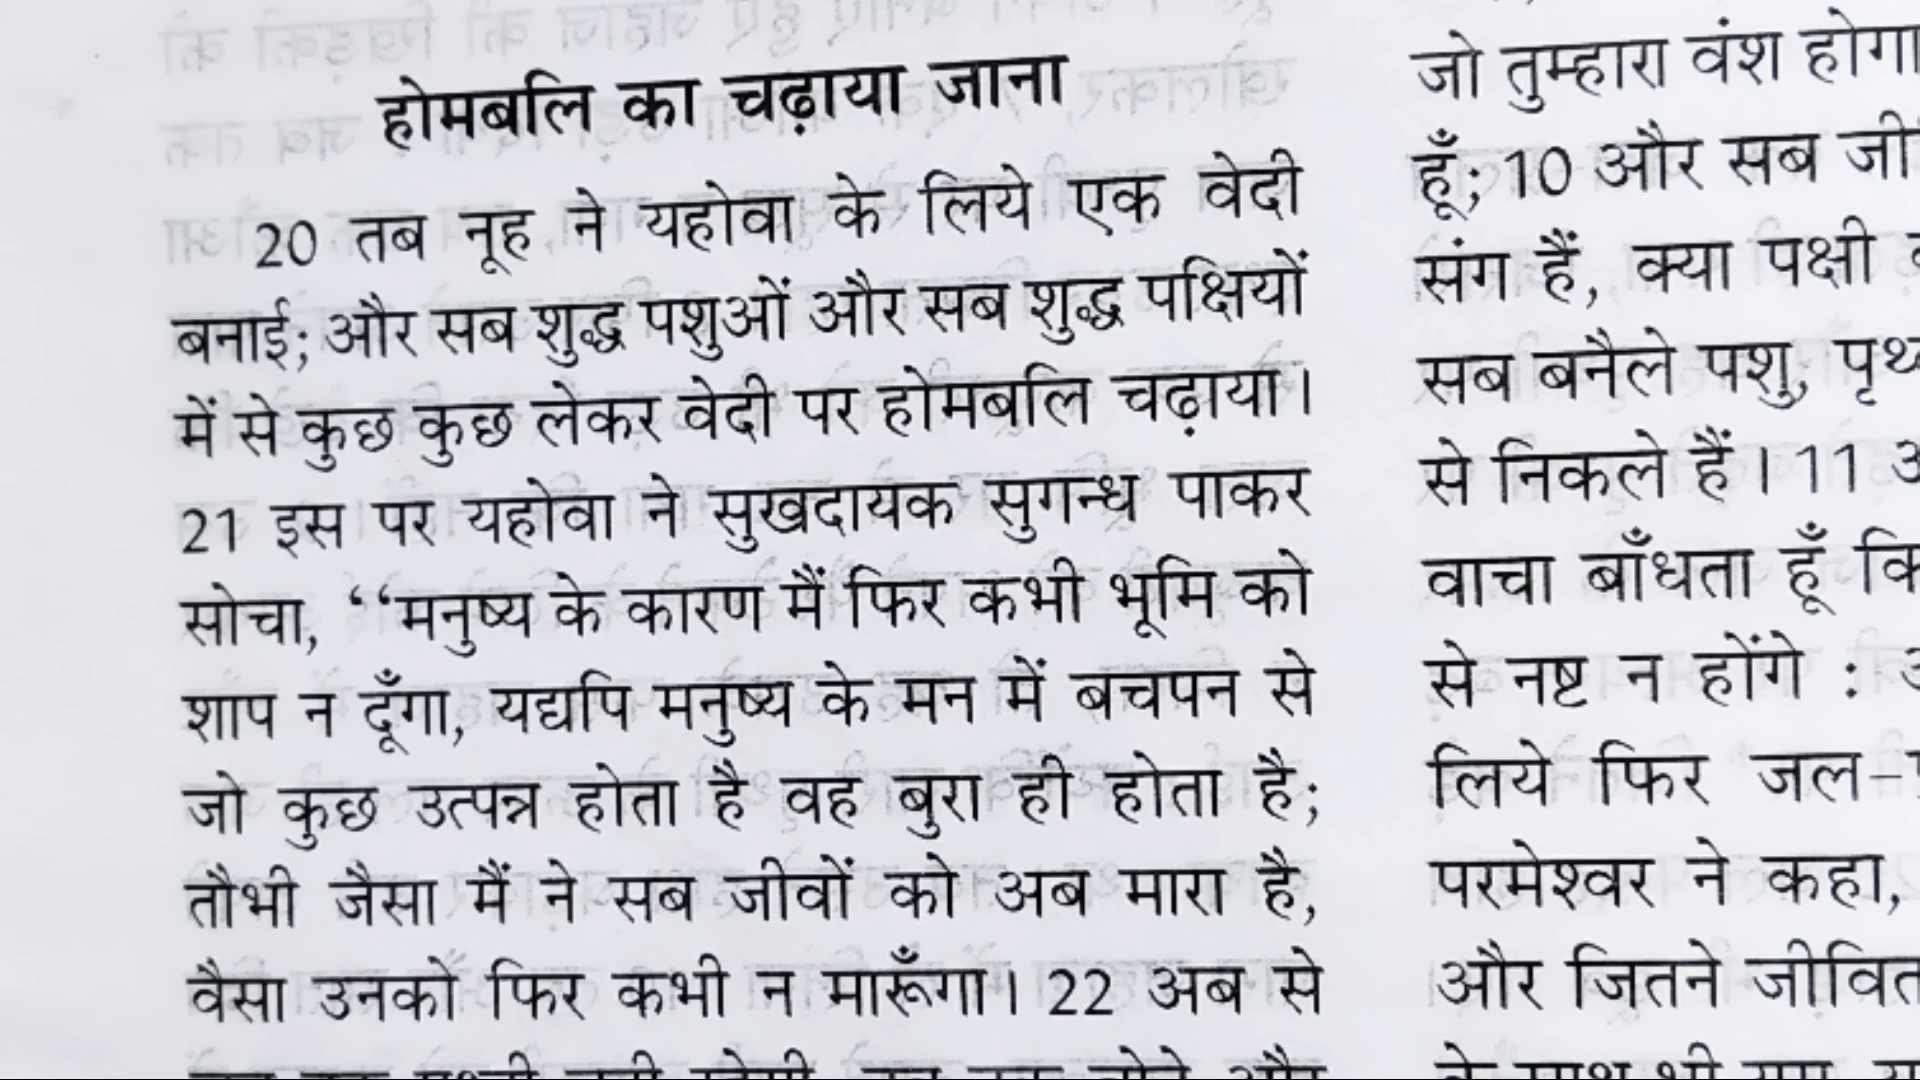 होमबलि का चढ़ाया जाना
20 तब नूह ने यहोवा के लिये एक वेदी
बनाई; और सब शुद्ध पशुओं और सब शुद्ध पक्षियों
में से कुछ कुछ लेकर वेदी पर होमबलि चढ़ाया।
21 इस पर यहोवा ने सुखदायक सुगन्ध पाकर
सोचा, “मनुष्य के कारण मैं फिर कभी भूमि को
शाप न दूँगा, यद्यपि मनुष्य के मन में बचपन से
जो कुछ उत्पन्न होता है वह बुरा ही होता है;
तौभी जैसा मैं ने सब जीवों को अब मारा है,
वैसा उनको फिर कभी न मारूँगा। 22 अब से
जो तुम्हारा वंश होगा
हूँ; 10 और सब
संग हैं, क्या पक्षी
सब बनैले पशु,
से निकले हैं। 11
वाचा बाँधता हूँ कि
से नष्ट न होंगे :
लिये फिर जल-
परमेश्वर ने कहा,
और जितने जीवित